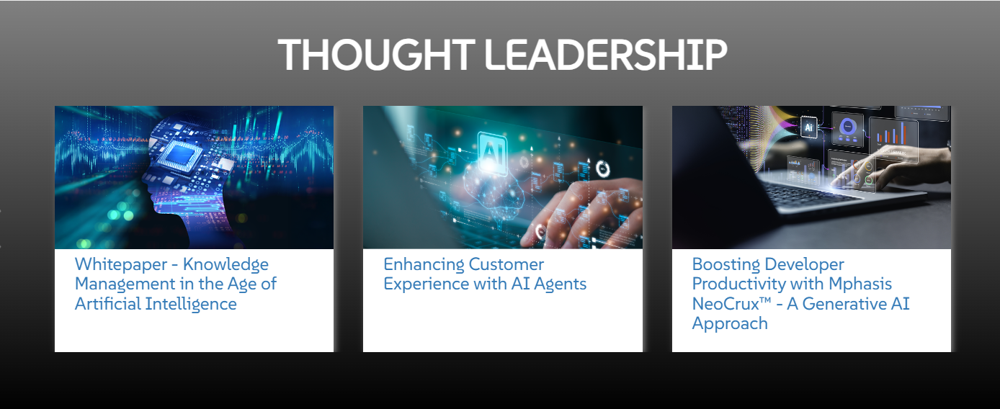 THOUGHT LEADERSHIP
Whitepaper - Knowledge
Management in the Age of
Artificial Intelligence
AI
Enhancing Customer
Experience with AI Agents
Ai
Boosting Developer
Productivity with Mphasis
NeoCrux™ - A Generative AI
Approach